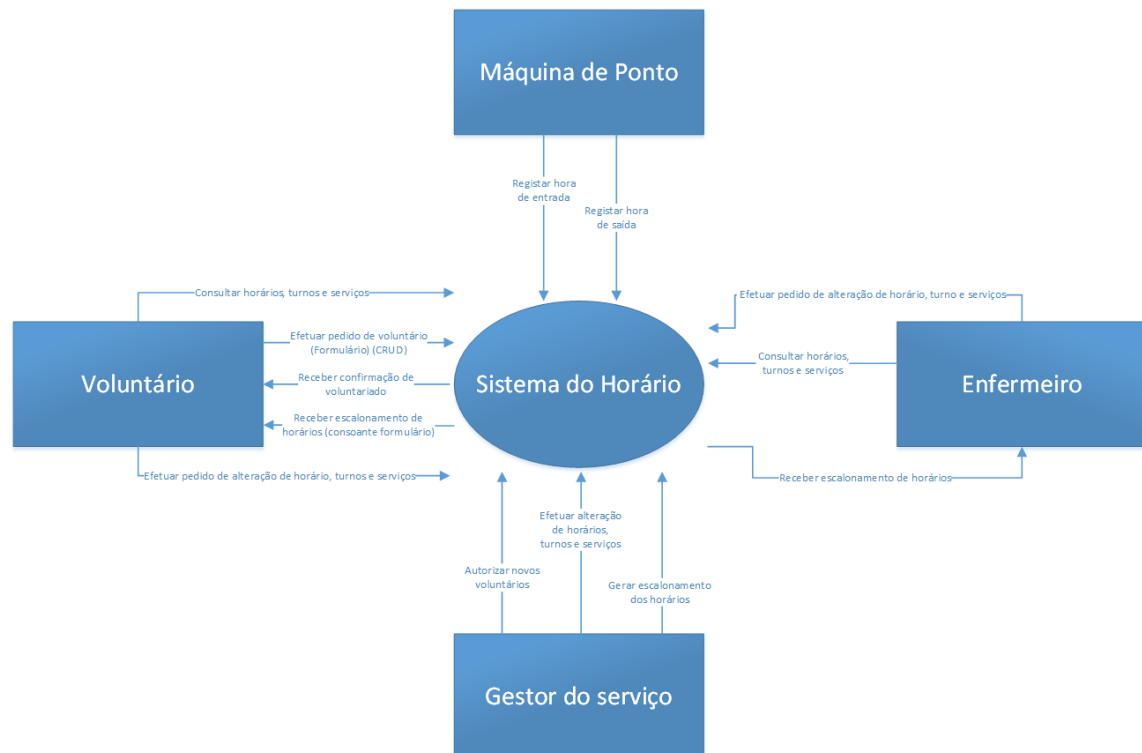 Máquina de Ponto
Registar hora
de entrada
Registar hora
de saída
Consultar horários, turnos e serviços
Efetuar pedido de alteração de horário, turno e serviços
Efetuar pedido de voluntário
(Formulário) (CRUD)
Consultar horários,
turnos e serviços
Voluntário
Receber confirmação de
voluntariado
Sistema do Horário
Enfermeiro
Receber escalonamento de
horários (consoante formulário)
Efetuar pedido de alteração de horário, turnos e serviços
Receber escalonamento de horários
Efetuar alteração
de horários,
turnos e serviços
Autorizar novos
voluntários
Gerar escalonamento
dos horários
Gestor do serviço